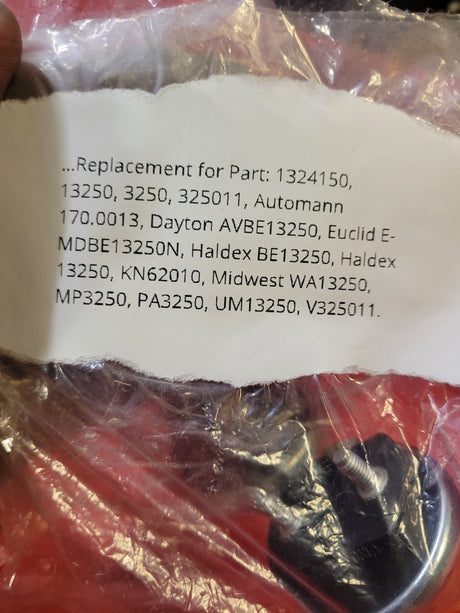 ...Replacement for Part: 1324150,
13250, 3250, 325011, Automann
170.0013, Dayton AVBE13250, Euclid E-
MDBE13250N, Haldex BE13250, Haldex
13250, KN62010, Midwest WA13250,
MP3250, PA3250, UM13250, V325011.